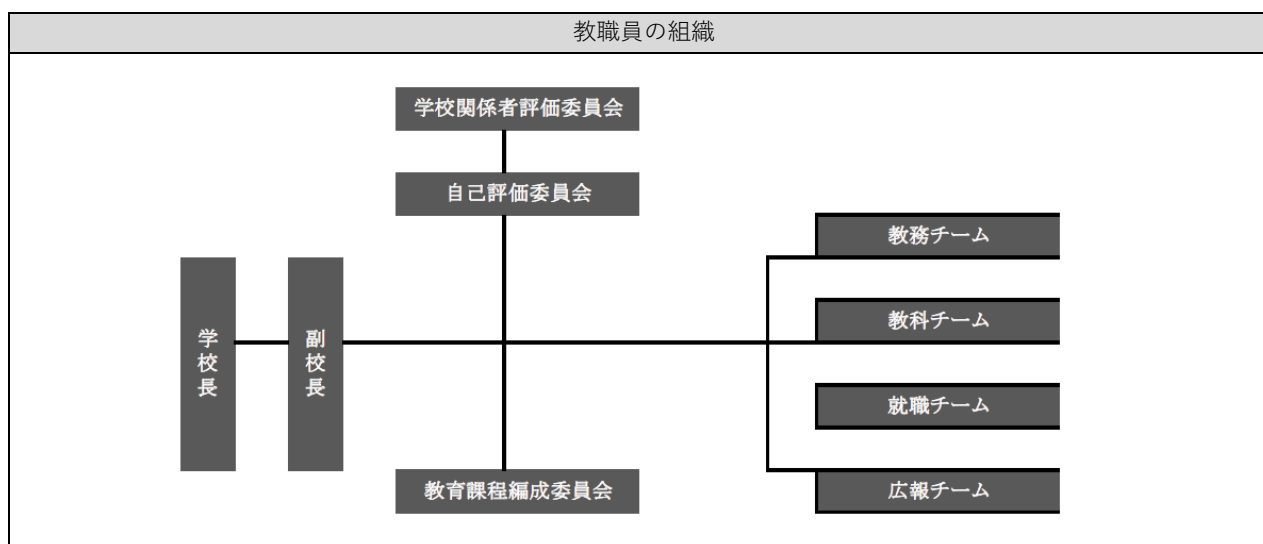 教職員の組織
学校関係者評価委員会
自己評価委員会
学校長
副校長
教務チーム
教科チーム
就職チーム
広報チーム
教育課程編成委員会